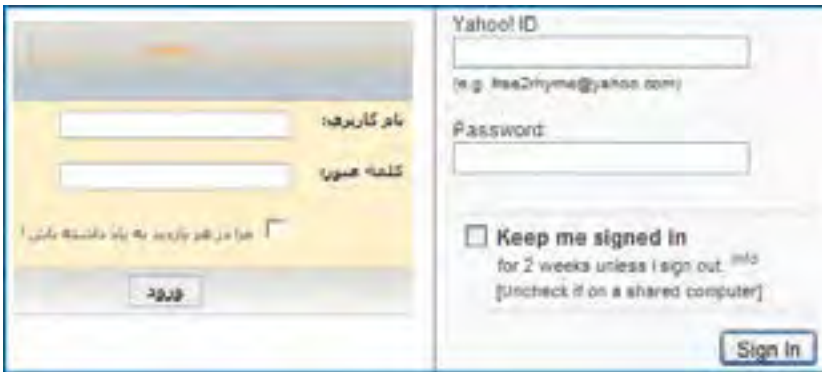 نام کاربری:
کلمه عبور:
مرا در هر بازدید به یاد داشته باش!
ورود
Yahoo! ID
(e.g. free2rhyme@yahoo.com)
Password:
Keep me signed in
for 2 weeks unless I sign out. Info
[Uncheck if on a shared computer]
Sign In